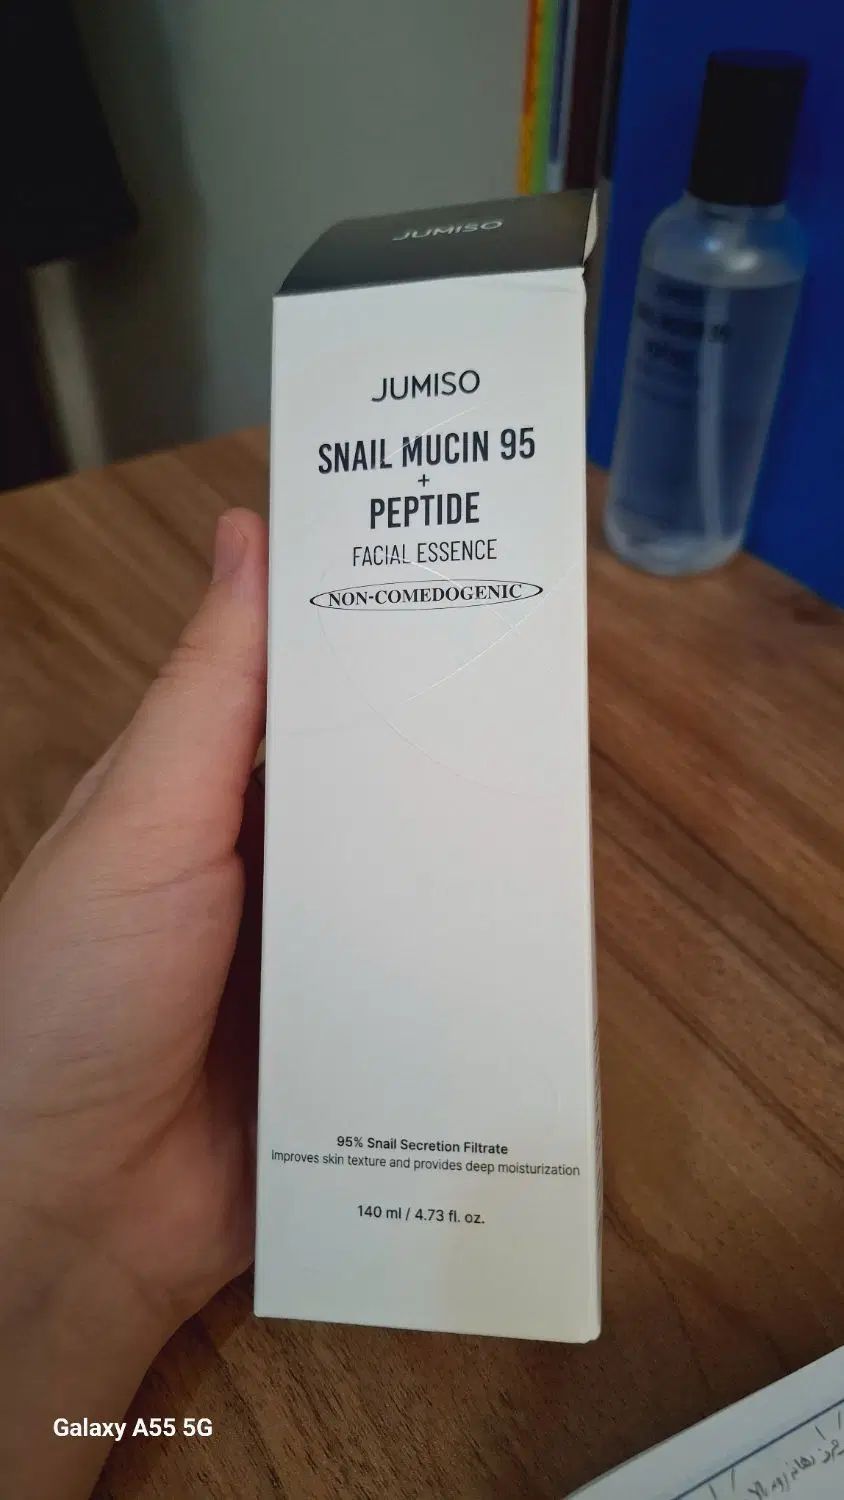 JUMISO
JUMISO
SNAIL MUCIN 95
+
PEPTIDE
FACIAL ESSENCE
NON-COMEDOGENIC
95% Snail Secretion Filtrate
Improves skin texture and provides deep moisturization
140 ml / 4.73 fl. oz.
Galaxy A55 5G